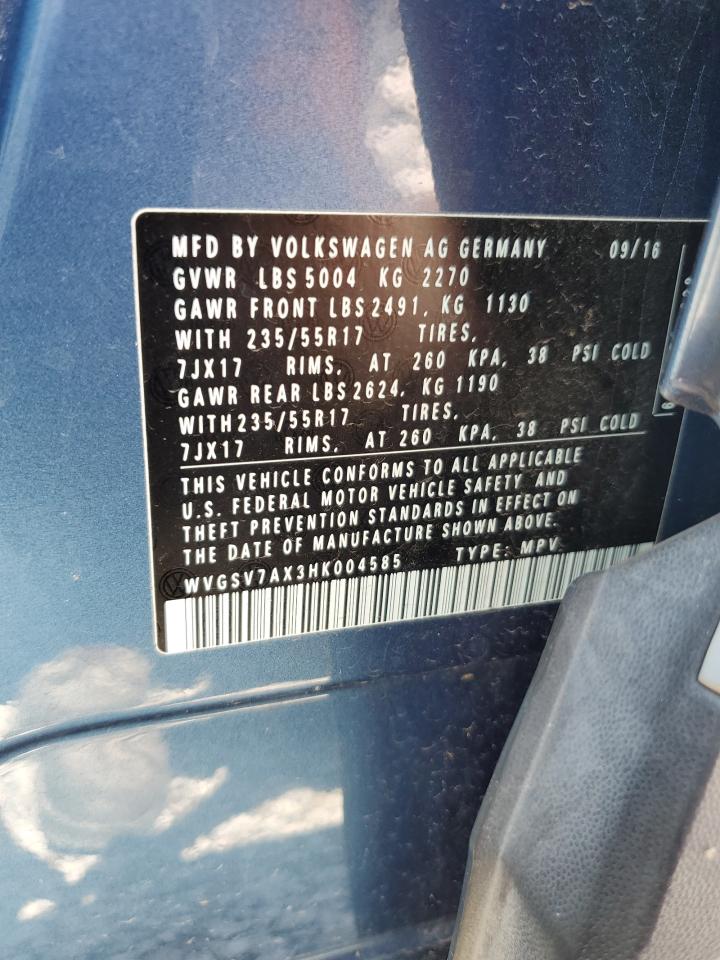 MFD BY VOLKSWAGEN AG GERMANY 09/16
GVWR LBS 5004 KG 2270
GAWR FRONT LBS 2491, KG 1130
WITH 235/55R17 TIRES,
7JX17 RIMS, AT 260 KPA, 38 PSI COLD
GAWR REAR LBS 2624, KG 1190
WITH 235/55R17 TIRES,
7JX17 RIMS, AT 260 KPA, 38 PSI COLD
THIS VEHICLE CONFORMS TO ALL APPLICABLE
U.S. FEDERAL MOTOR VEHICLE SAFETY AND
THEFT PREVENTION STANDARDS IN EFFECT ON
THE DATE OF MANUFACTURE SHOWN ABOVE.
WVGSV7AX3HK004585 TYPE: MPV